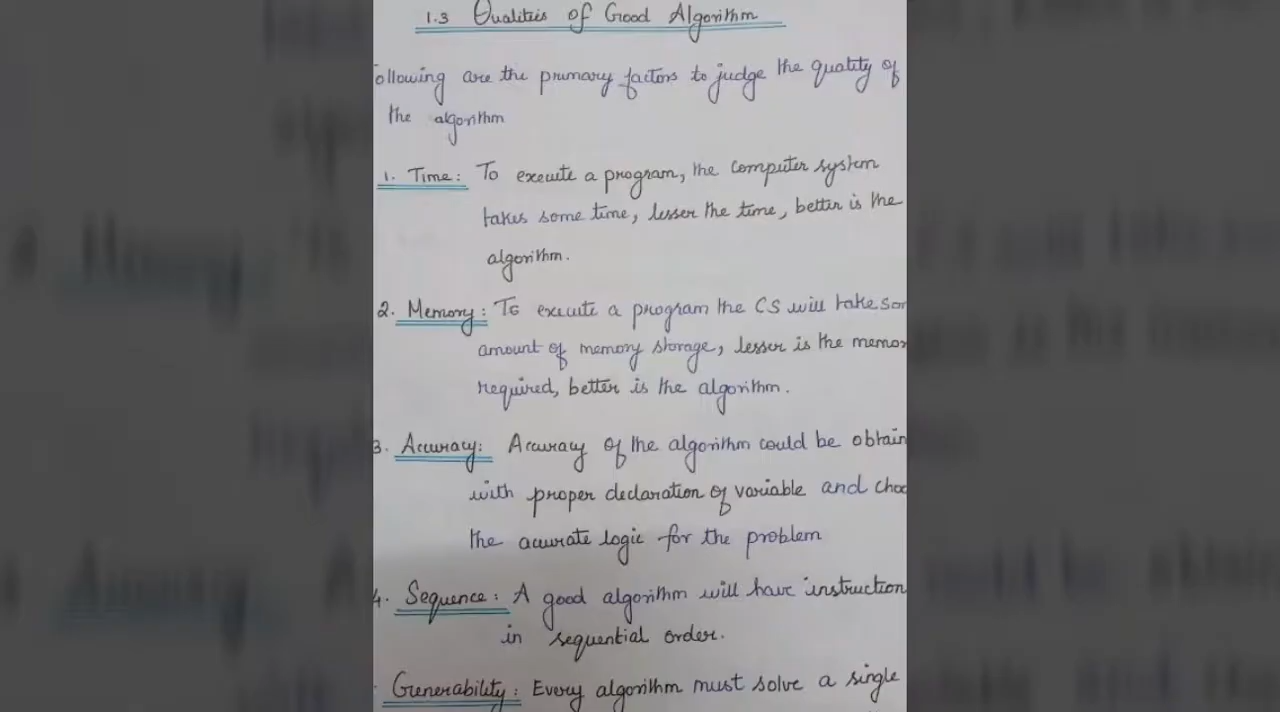 1.3 Qualities of Good Algorithm
ollowing are the primary factors to judge the quality of
the algorithm
1. Time: To execute a program, the computer system
takes some time, lesser the time, better is the
algorithm.
2. Memory: To execute a program the CS will take so
amount of memory storage, lesser is the memo
required, better is the algorithm.
3. Accuracy: Accuracy of the algorithm could be obtain
with proper declaration of variable and choo
the accurate logic for the problem
4. Sequence: A good algorithm will have instruction
in sequential order.
Generability: Every algorithm must solve a single